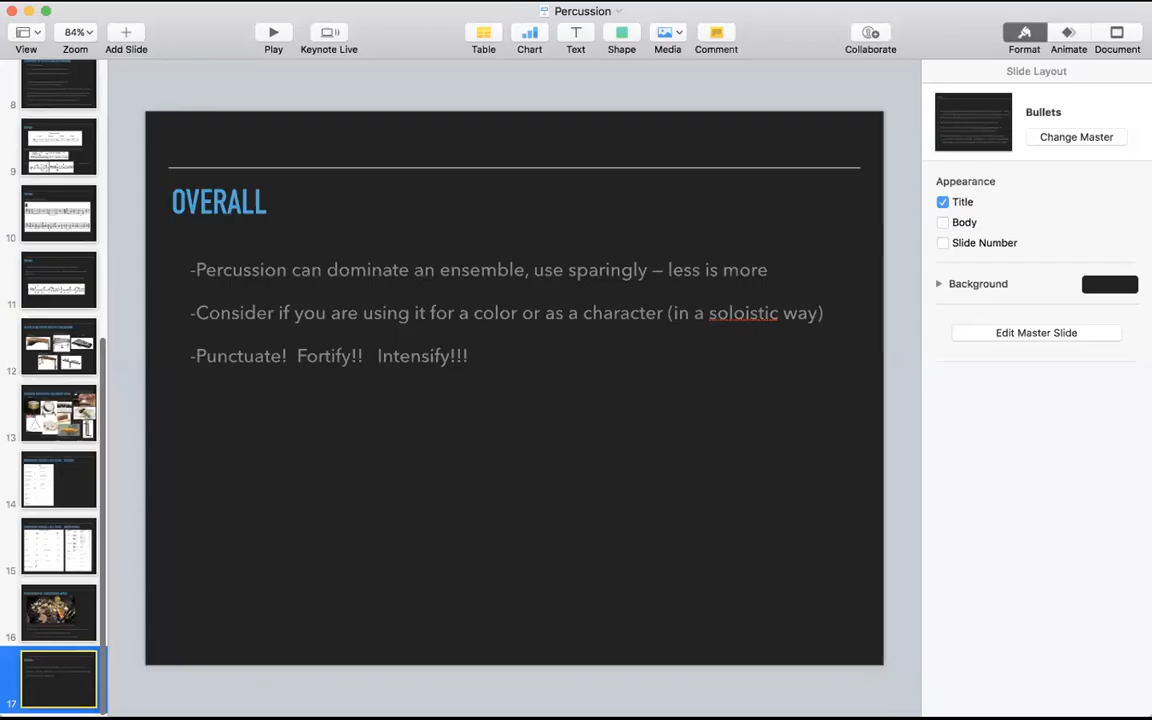 Percussion
View
84%
Zoom
Add Slide
Play
Keynote Live
Table
Chart
Text
Shape
Media
Comment
Collaborate
Format
Animate
Document
Slide Layout
8
9
10
11
12
13
14
15
16
17
OVERALL
-Percussion can dominate an ensemble, use sparingly – less is more
-Consider if you are using it for a color or as a character (in a soloistic way)
-Punctuate! Fortify!! Intensify!!!
Bullets
Change Master
Appearance
Title
Body
Slide Number
Background
Edit Master Slide